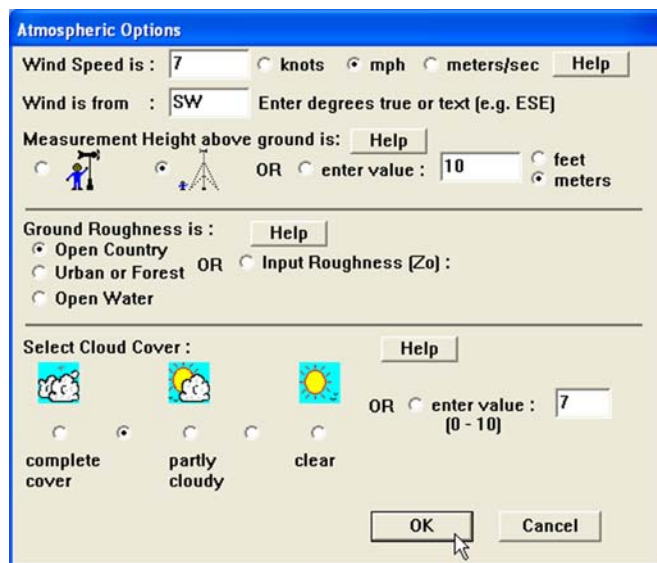 Atmospheric Options
Wind Speed is : 7 knots mph meters/sec Help
Wind is from : SW Enter degrees true or text (e.g. ESE)
Measurement Height above ground is: Help
OR enter value : 10 feet
meters
Ground Roughness is : Help
Open Country
Urban or Forest OR Input Roughness (Zo) :
Open Water
Select Cloud Cover : Help
OR enter value : 7
(0 - 10)
complete cover
partly cloudy
clear
OK Cancel